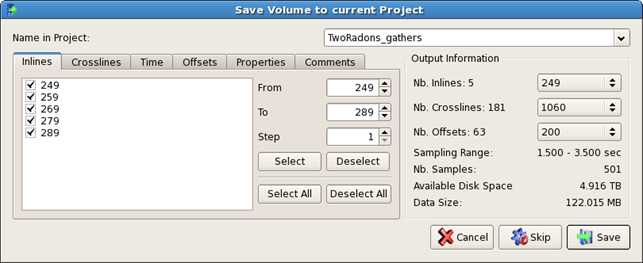 Save Volume to current Project
Name in Project: TwoRadons_gathers
Inlines Crosslines Time Offsets Properties Comments
249
259
269
279
289
From 249
To 289
Step 1
Select Deselect
Select All Deselect All
Output Information
Nb. Inlines: 5 249
Nb. Crosslines: 181 1060
Nb. Offsets: 63 200
Sampling Range: 1.500 - 3.500 sec
Nb. Samples: 501
Available Disk Space 4.916 TB
Data Size: 122.015 MB
Cancel Skip Save